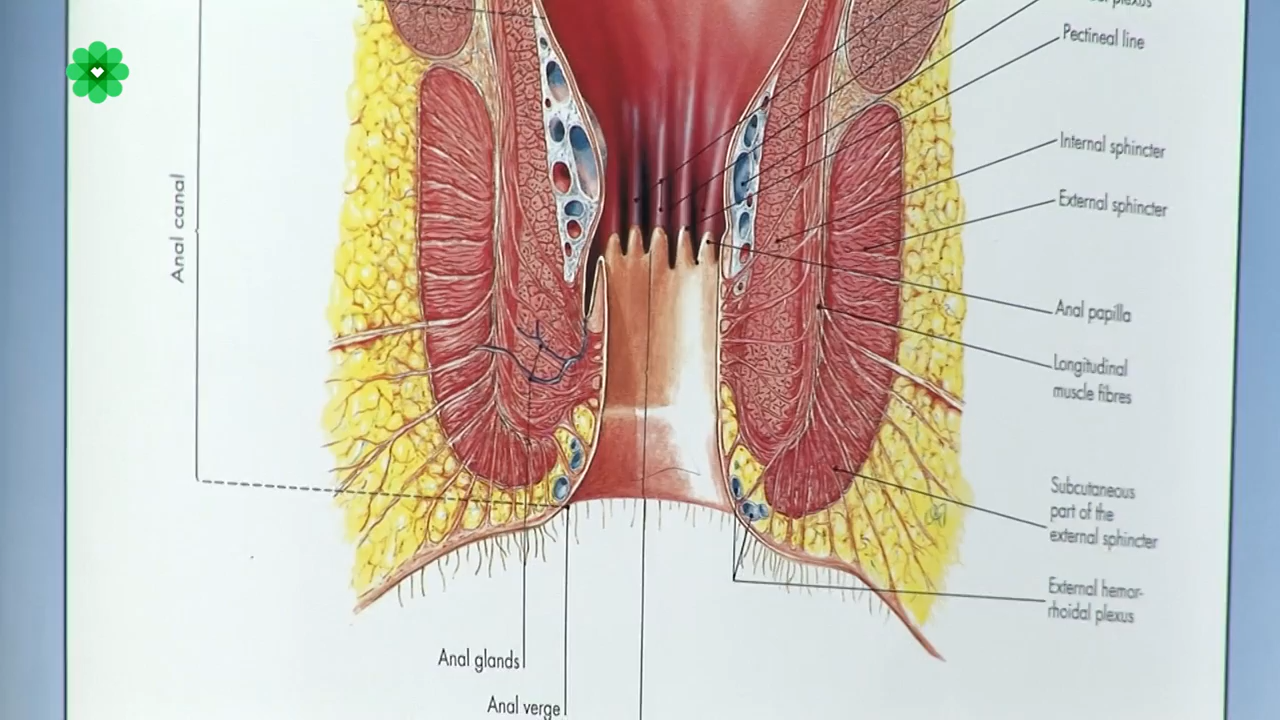 plexus
Pectineal line
Internal sphincter
External sphincter
Anal canal
Anal papilla
Longitudinal
muscle fibres
Subcutaneous
part of the
external sphincter
External hemor-
rhoidal plexus
Anal glands
Anal verge